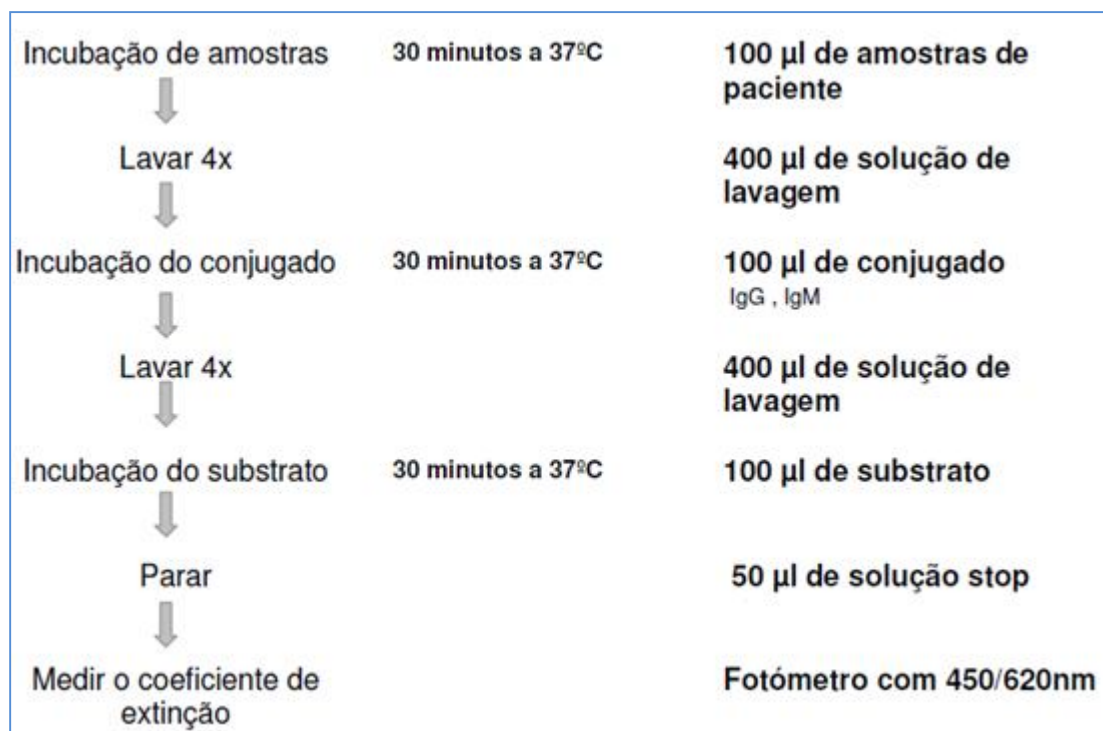 Incubação de amostras 30 minutos a 37ºC 100 µl de amostras de
paciente
Lavar 4x 400 µl de solução de
lavagem
Incubação do conjugado 30 minutos a 37ºC 100 µl de conjugado
IgG , IgM
Lavar 4x 400 µl de solução de
lavagem
Incubação do substrato 30 minutos a 37ºC 100 µl de substrato
Parar 50 µl de solução stop
Medir o coeficiente de Fotómetro com 450/620nm
extinção